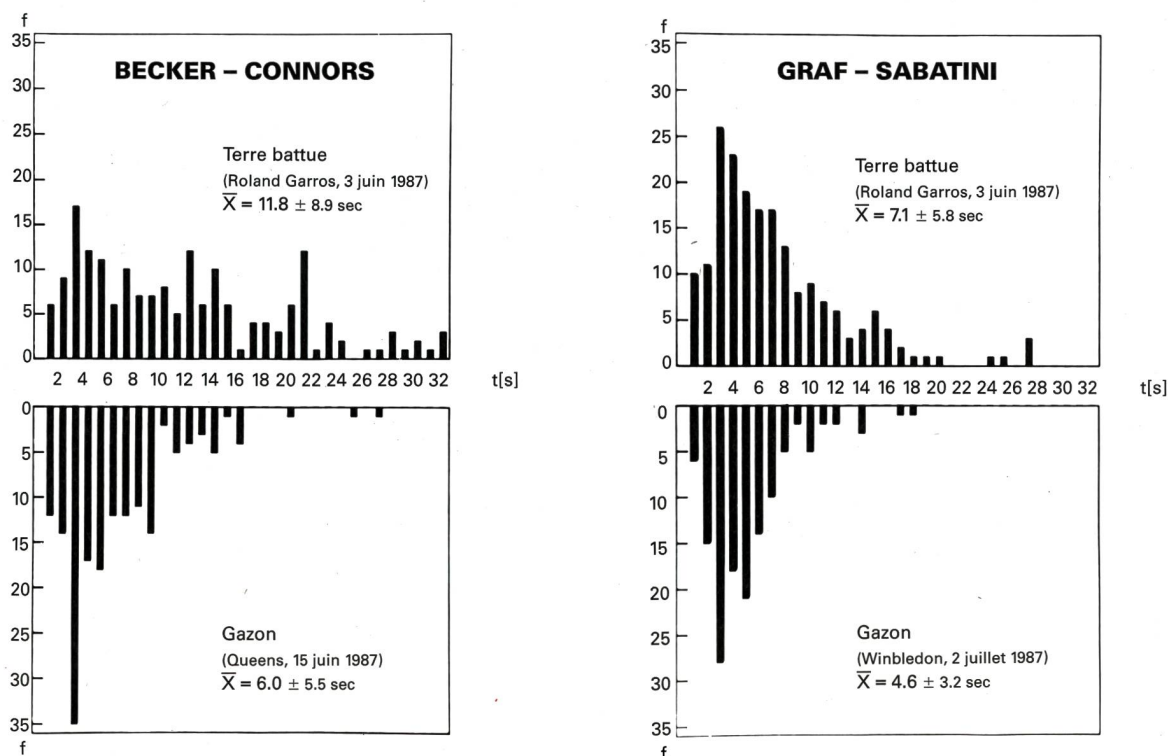 f
35
30
25
20
15
10
5
0
BECKER – CONNORS
Terre battue
(Roland Garros, 3 juin 1987)
X̅ = 11.8 ± 8.9 sec
2 4 6 8 10 12 14 16 18 20 22 24 26 28 30 32 t[s]
0
5
10
15
20
25
30
35
f
Gazon
(Queens, 15 juin 1987)
X̅ = 6.0 ± 5.5 sec
f
35
30
25
20
15
10
5
0
GRAF – SABATINI
Terre battue
(Roland Garros, 3 juin 1987)
X̅ = 7.1 ± 5.8 sec
2 4 6 8 10 12 14 16 18 20 22 24 26 28 30 32 t[s]
0
5
10
15
20
25
30
35
f
Gazon
(Winbledon, 2 juillet 1987)
X̅ = 4.6 ± 3.2 sec